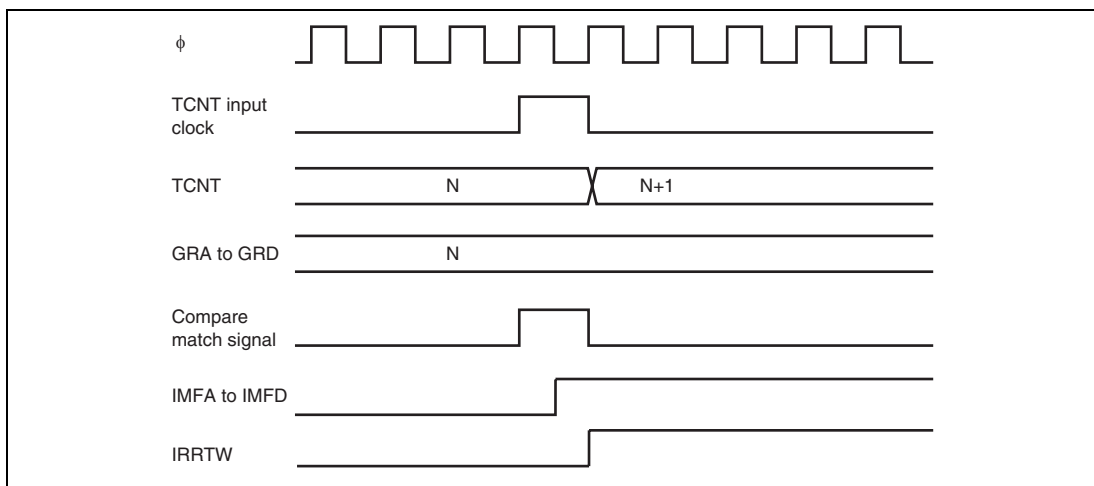 ϕ
TCNT input
clock
TCNT N N+1
GRA to GRD N
Compare
match signal
IMFA to IMFD
IRRTW